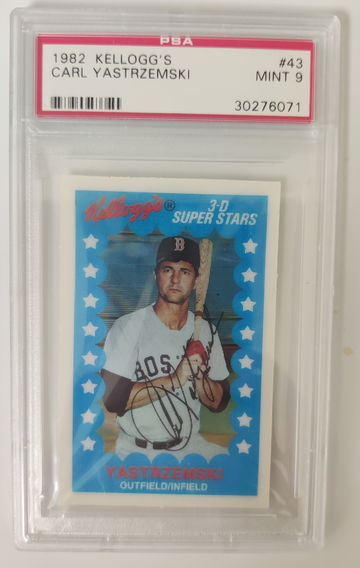 PSA
1982 KELLOGG'S #43
CARL YASTRZEMSKI MINT 9
30276071
Kellogg's® 3-D
SUPER STARS
B
BOS
YASTRZEMSKI
OUTFIELD/INFIELD